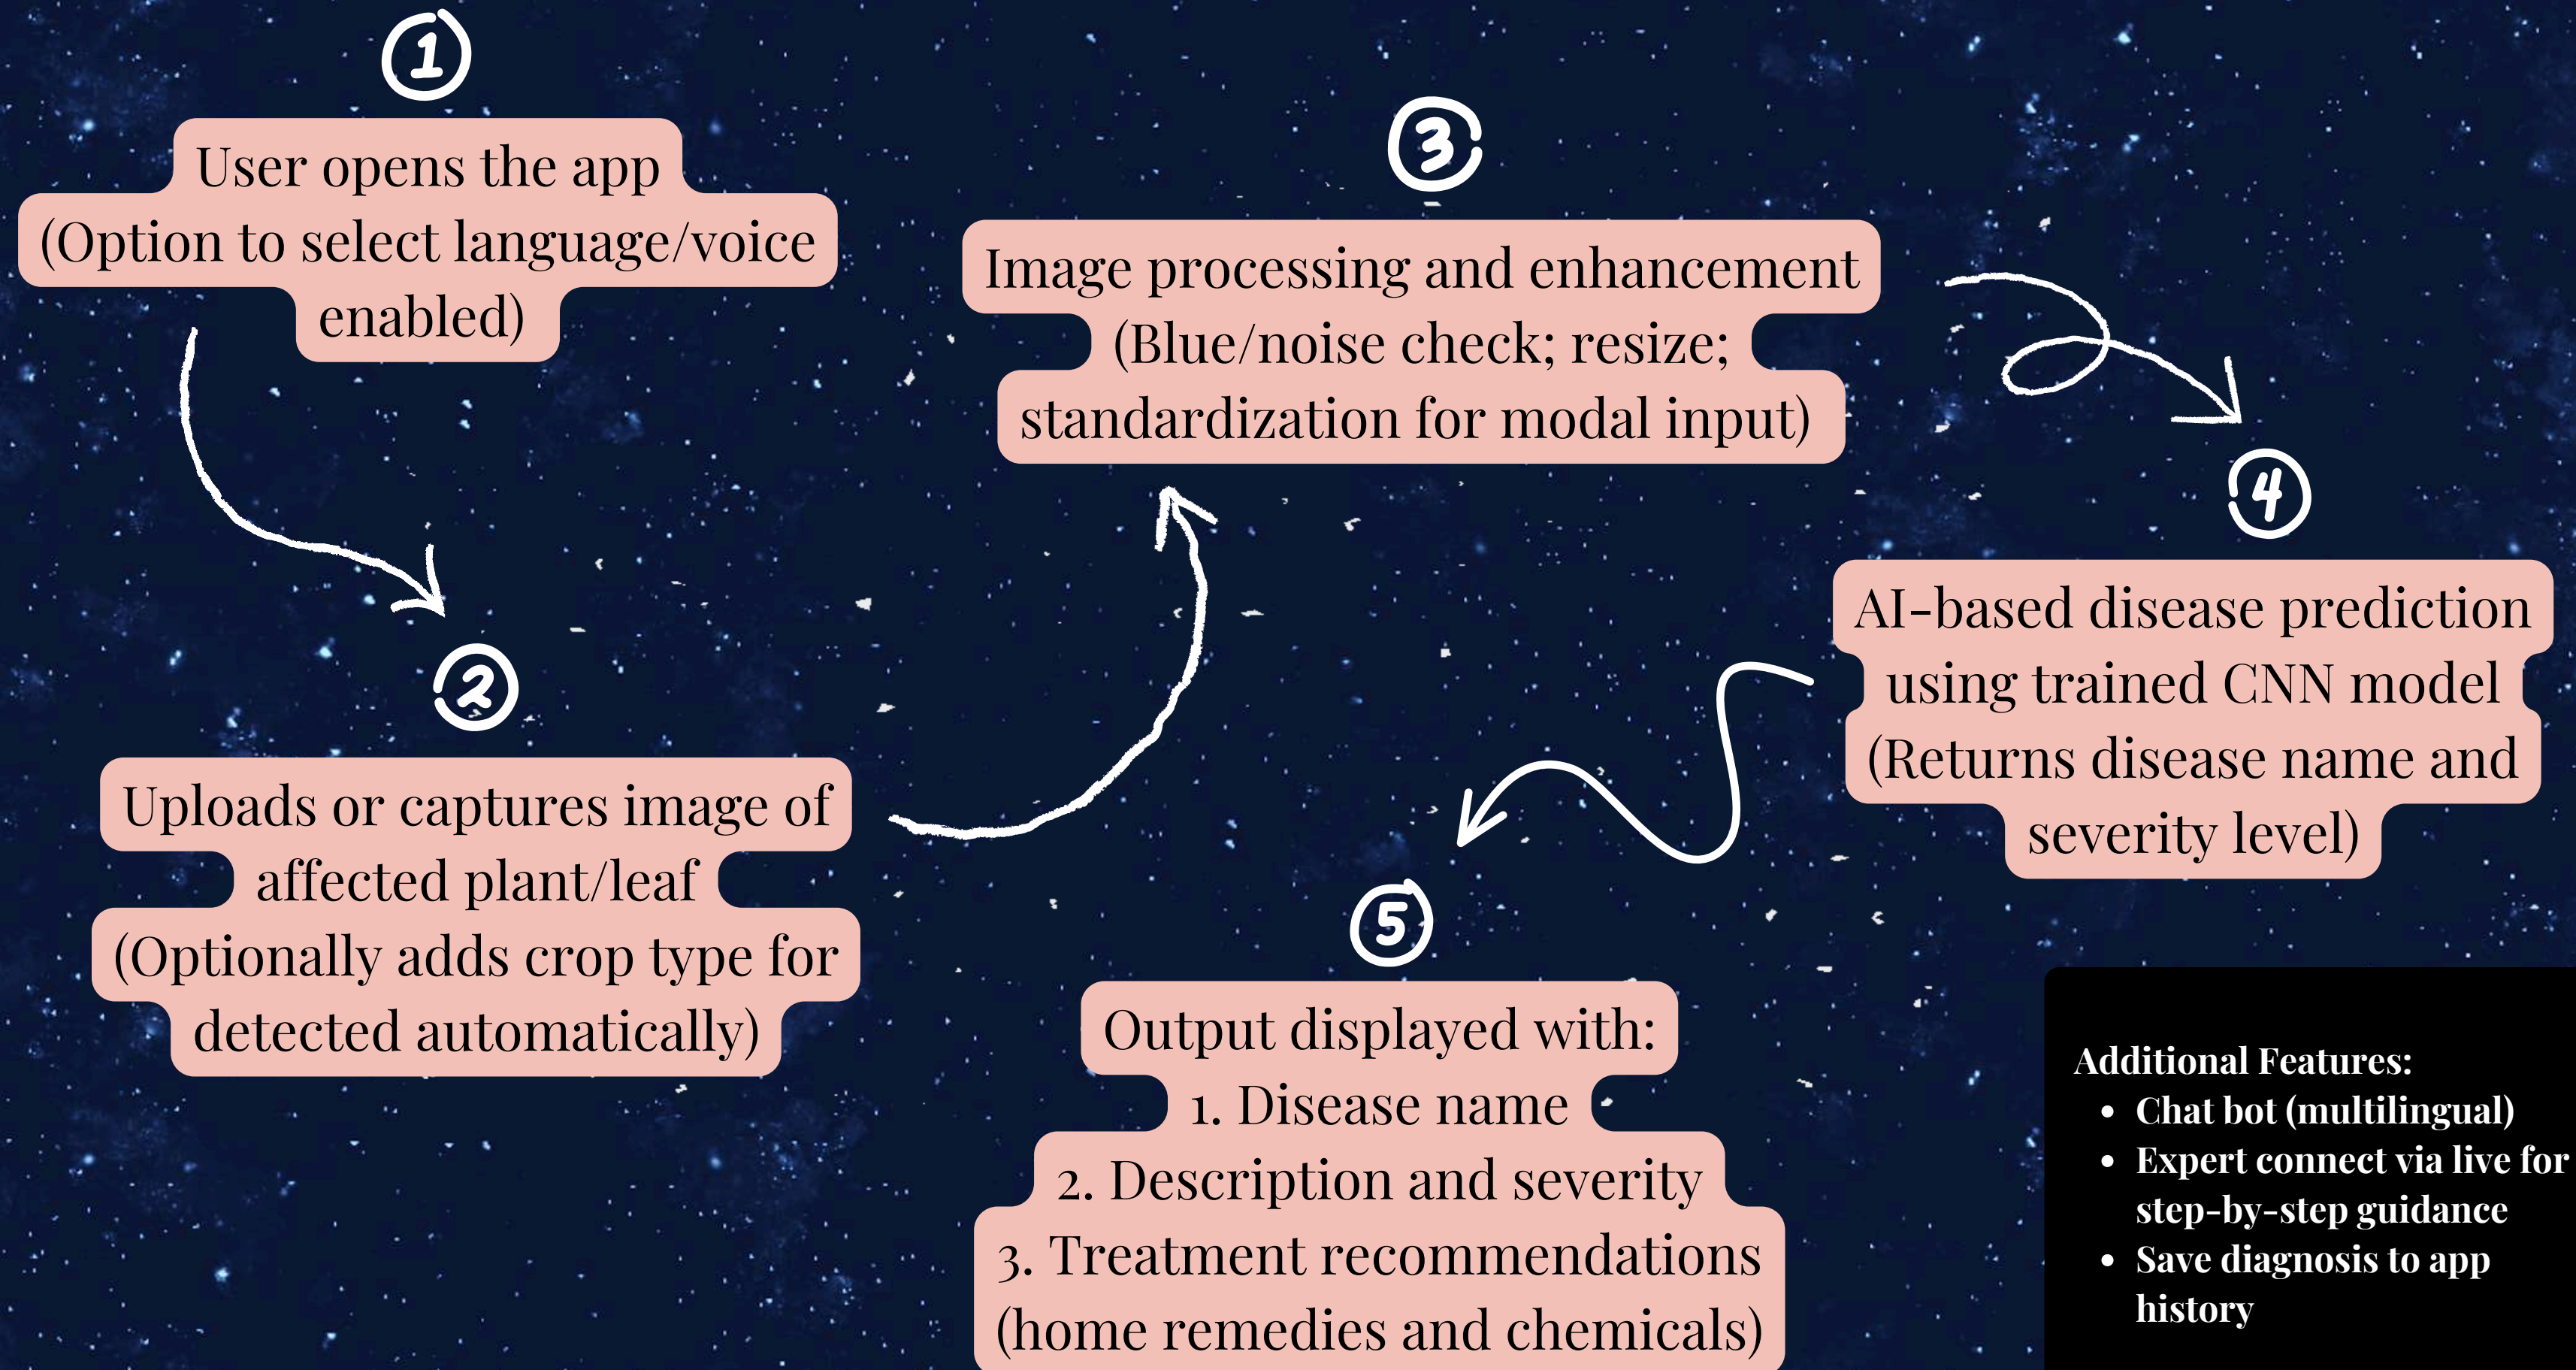 1
User opens the app
(Option to select language/voice
enabled)
2
Uploads or captures image of
affected plant/leaf
(Optionally adds crop type for
detected automatically)
3
Image processing and enhancement
(Blue/noise check; resize;
standardization for modal input)
4
AI-based disease prediction
using trained CNN model
(Returns disease name and
severity level)
5
Output displayed with:
1. Disease name
2. Description and severity
3. Treatment recommendations
(home remedies and chemicals)
Additional Features:
• Chat bot (multilingual)
• Expert connect via live for
step-by-step guidance
• Save diagnosis to app
history